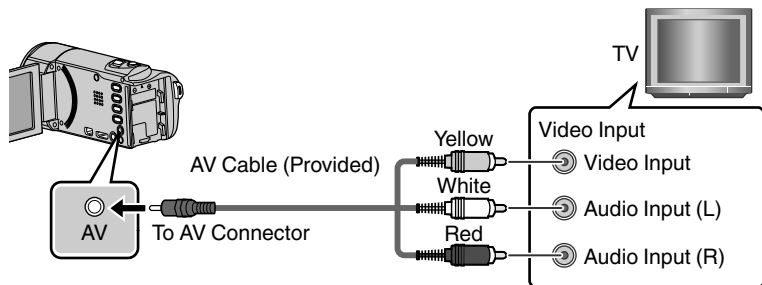 TV
Video Input
Yellow
Video Input
AV Cable (Provided)
White
Audio Input (L)
AV
To AV Connector
Red
Audio Input (R)